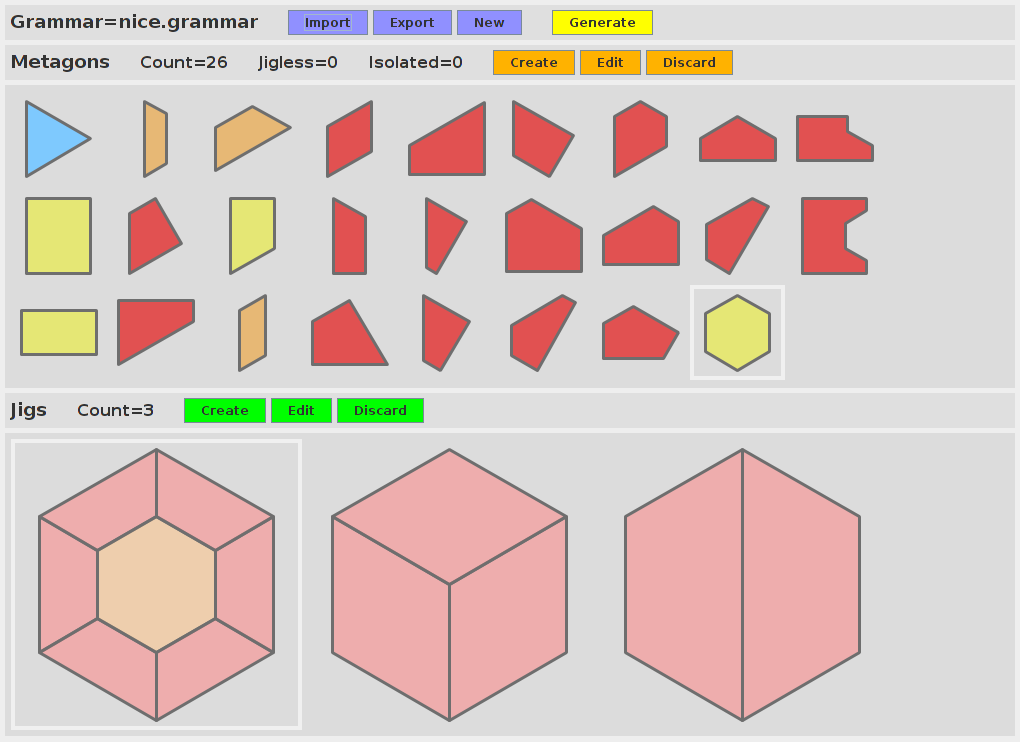 Grammar=nice.grammar Import Export New Generate
Metagons Count=26 Jigless=0 Isolated=0 Create Edit Discard
Jigs Count=3 Create Edit Discard